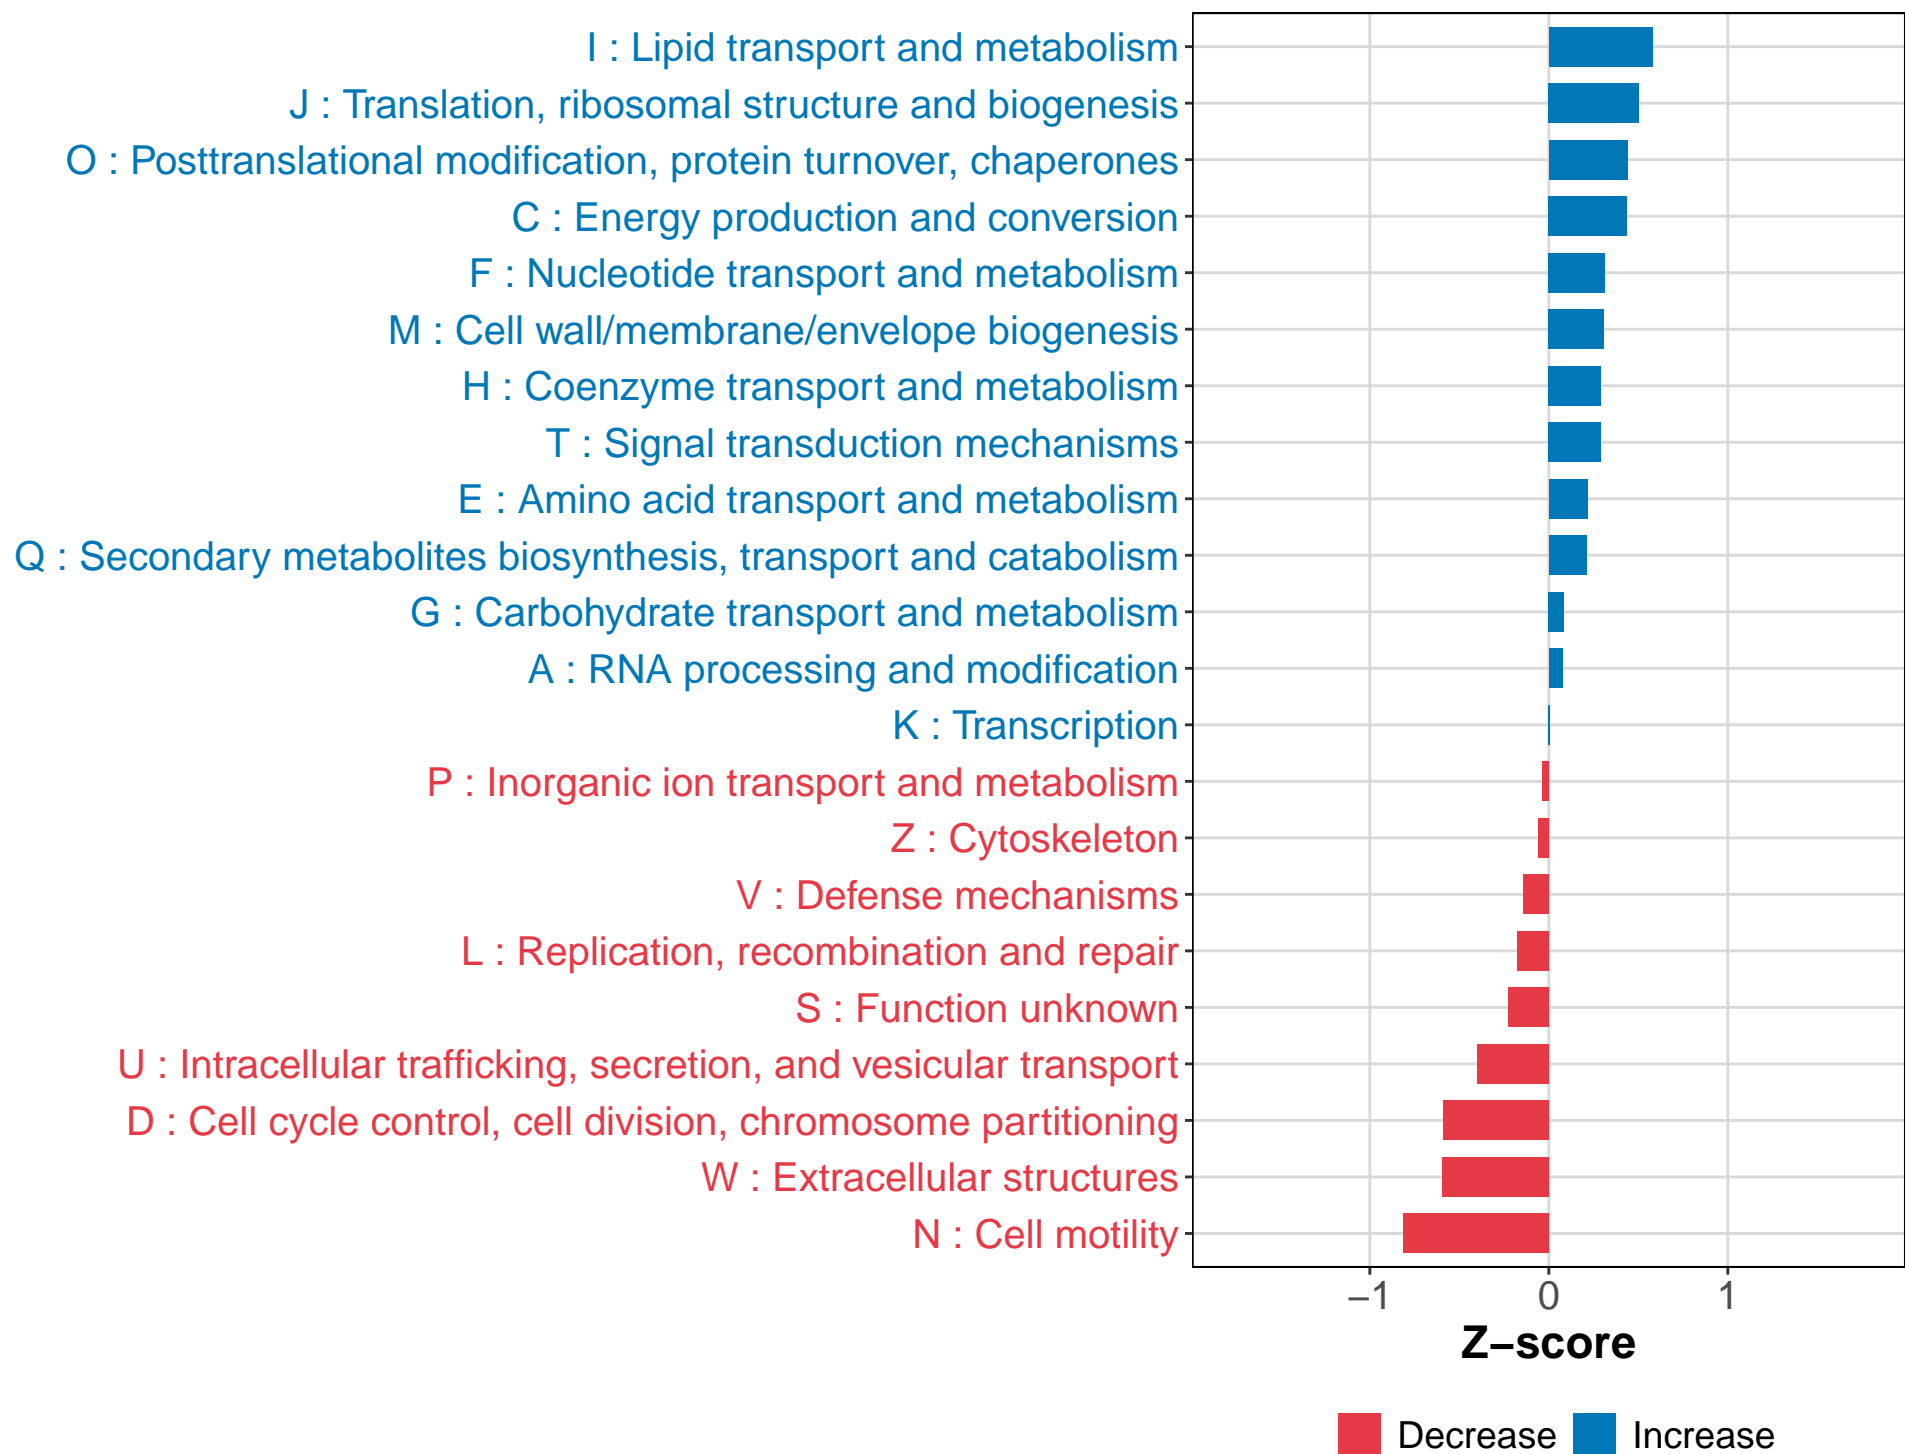 I : Lipid transport and metabolism
J : Translation, ribosomal structure and biogenesis
O : Posttranslational modification, protein turnover, chaperones
C : Energy production and conversion
F : Nucleotide transport and metabolism
M : Cell wall/membrane/envelope biogenesis
H : Coenzyme transport and metabolism
T : Signal transduction mechanisms
E : Amino acid transport and metabolism
Q : Secondary metabolites biosynthesis, transport and catabolism
G : Carbohydrate transport and metabolism
A : RNA processing and modification
K : Transcription
P : Inorganic ion transport and metabolism
Z : Cytoskeleton
V : Defense mechanisms
L : Replication, recombination and repair
S : Function unknown
U : Intracellular trafficking, secretion, and vesicular transport
D : Cell cycle control, cell division, chromosome partitioning
W : Extracellular structures
N : Cell motility
−1 0 1
Z−score
Decrease Increase